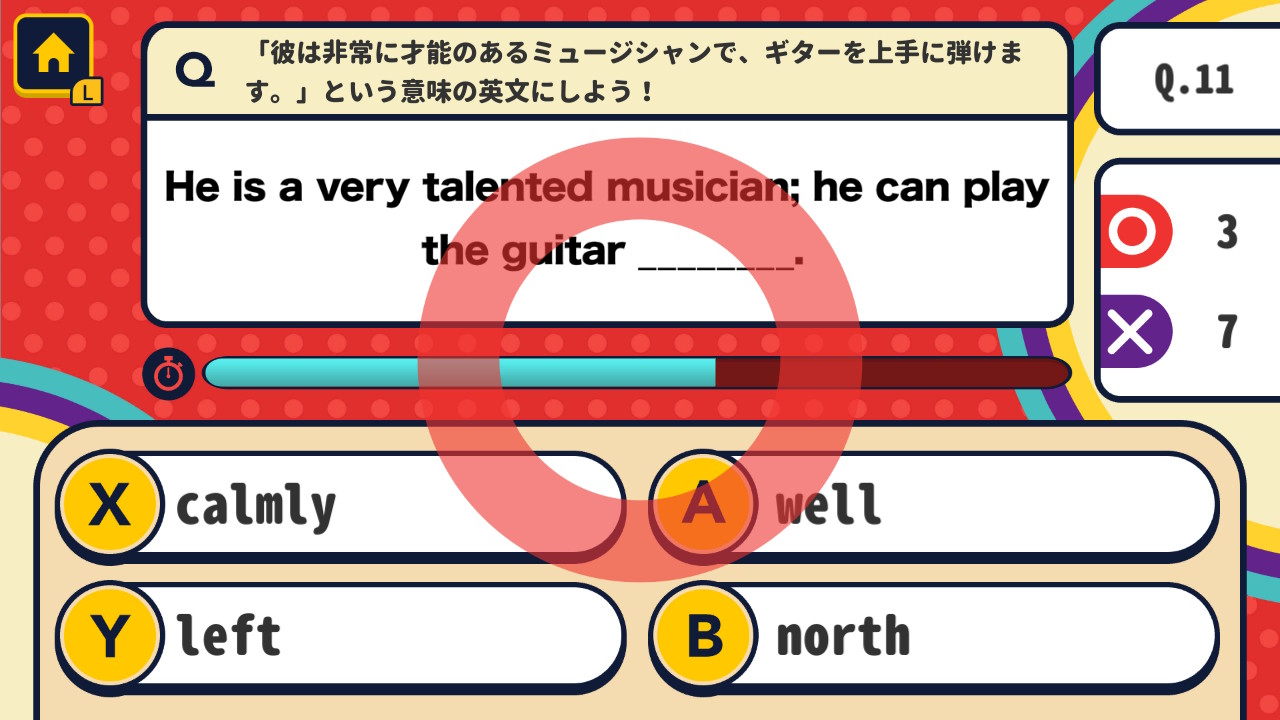 L
Q
「彼は非常に才能のあるミュージシャンで、ギターを上手に弾けま
す。」という意味の英文にしよう！
Q.11
He is a very talented musician; he can play
the guitar ________.
3
7
X calmly
A well
Y left
B north